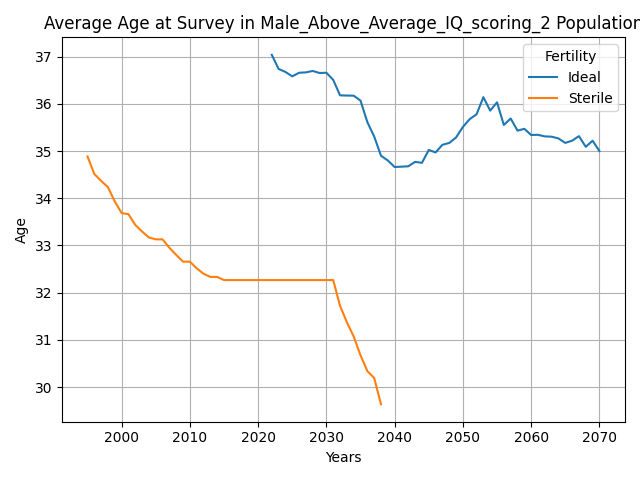 Average Age at Survey in Male_Above_Average_IQ_scoring_2 Population
Fertility
Ideal
Sterile
Age
37
36
35
34
33
32
31
30
2000 2010 2020 2030 2040 2050 2060 2070
Years